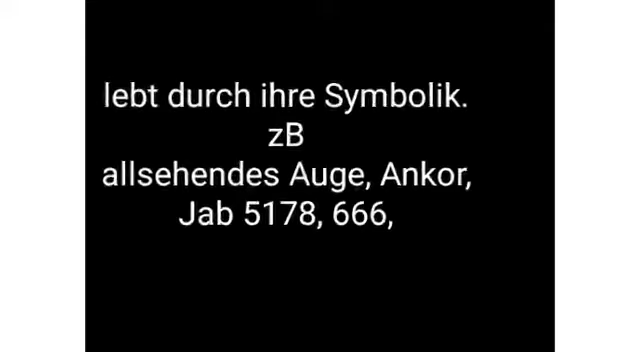 lebt durch ihre Symbolik.
zB
allsehendes Auge, Ankor,
Jab 5178, 666,